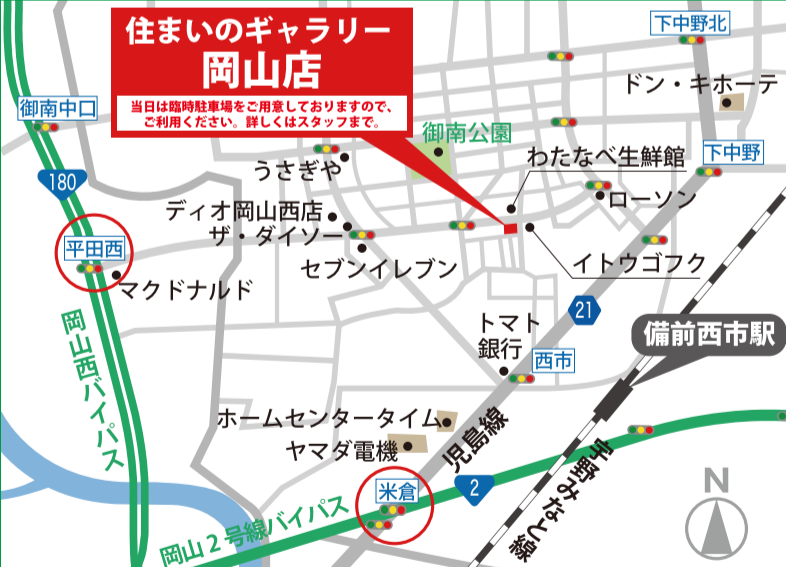 住まいのギャラリー
岡山店
当日は臨時駐車場をご用意しておりますので、
ご利用ください。詳しくはスタッフまで。
下中野北
ドン・キホーテ
御南中口
御南公園
うさぎや
わたなべ生鮮館
下中野
180
ローソン
ディオ岡山西店
ザ・ダイソー
平田西
セブンイレブン
イトウゴフク
マクドナルド
21
トマト
銀行
備前西市駅
西市
岡山西バイパス
ホームセンタータイム
ヤマダ電機
児島線
米倉
2
宇野みなと線
岡山2号線バイパス
N